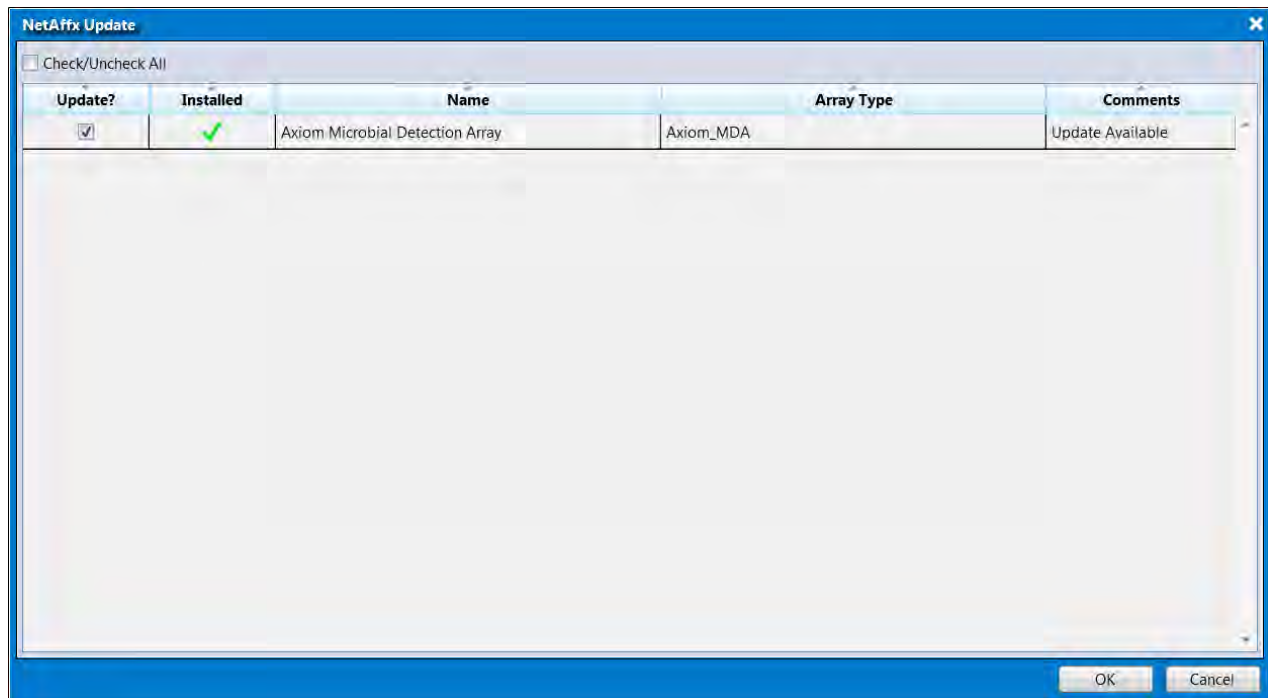 NetAffx Update
Check/Uncheck All
Update? Installed Name Array Type Comments
Axiom Microbial Detection Array Axiom_MDA Update Available
OK Cancel